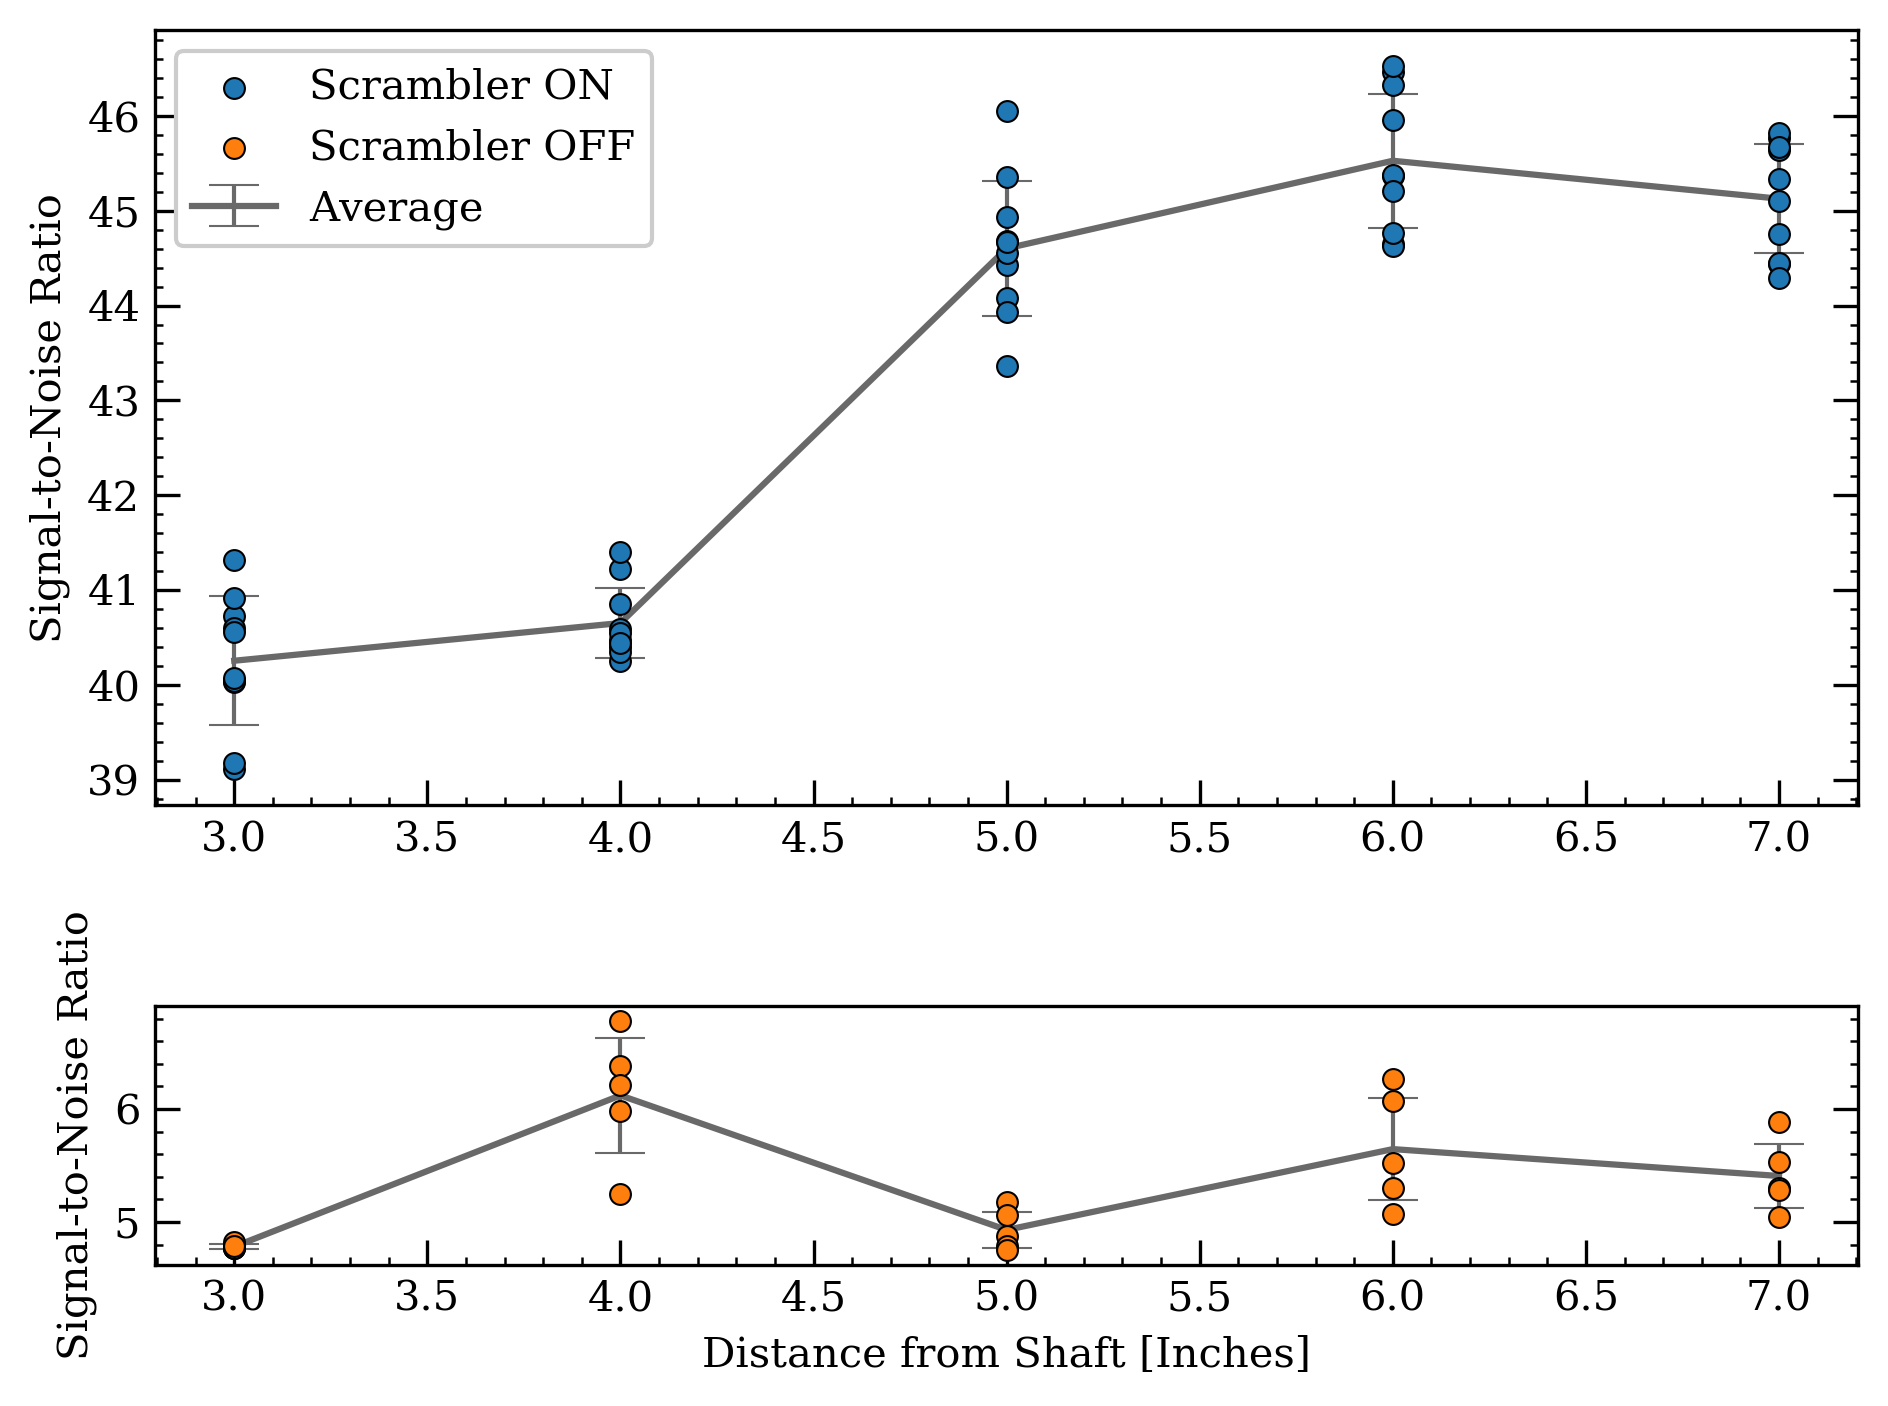 Scrambler ON
Scrambler OFF
Average
Signal-to-Noise Ratio
46
45
44
43
42
41
40
39
3.0 3.5 4.0 4.5 5.0 5.5 6.0 6.5 7.0
Signal-to-Noise Ratio
6
5
3.0 3.5 4.0 4.5 5.0 5.5 6.0 6.5 7.0
Distance from Shaft [Inches]